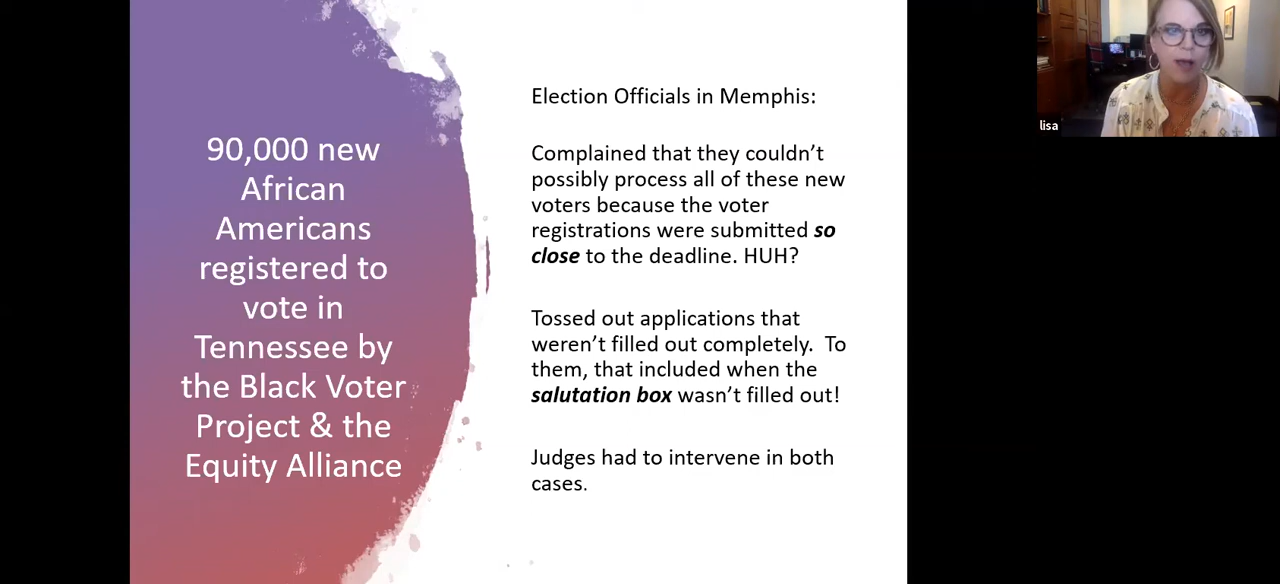 90,000 new
African
Americans
registered to
vote in
Tennessee by
the Black Voter
Project & the
Equity Alliance
Election Officials in Memphis:
Complained that they couldn't
possibly process all of these new
voters because the voter
registrations were submitted so
close to the deadline. HUH?
Tossed out applications that
weren't filled out completely.  To
them, that included when the
salutation box wasn't filled out!
Judges had to intervene in both
cases.
lisa